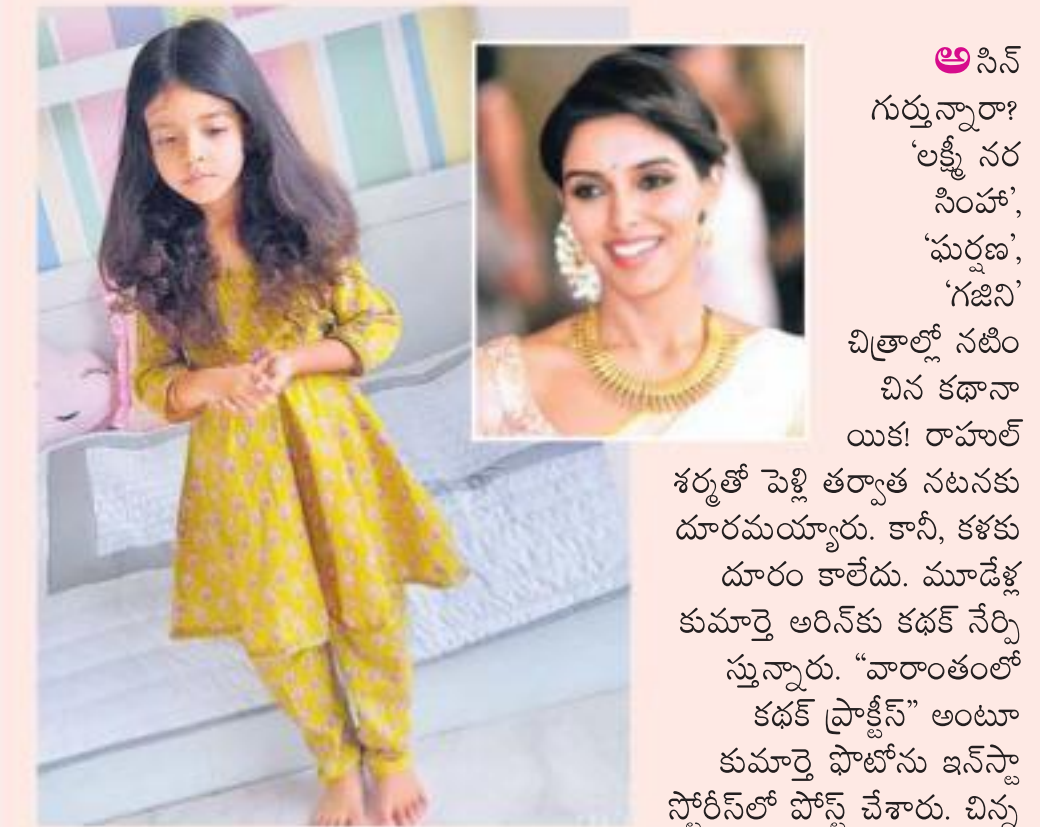 అసిన్
గుర్తున్నారా?
‘లక్ష్మీ నర
సింహా’,
‘ఘర్షణ’,
‘గజిని’
చిత్రాల్లో నటిం
చిన కథానా
యిక! రాహుల్
శర్మతో పెళ్లి తర్వాత నటనకు
దూరమయ్యారు. కానీ, కళకు
దూరం కాలేదు. మూడేళ్ల
కుమార్తె అరిన్‌కు కథక్ నేర్పి
స్తున్నారు. “వారాంతంలో
కథక్ ప్రాక్టీస్” అంటూ
కుమార్తె ఫొటోను ఇన్‌స్టా
స్టోరీస్‌లో పోస్ట్ చేశారు. చిన్న